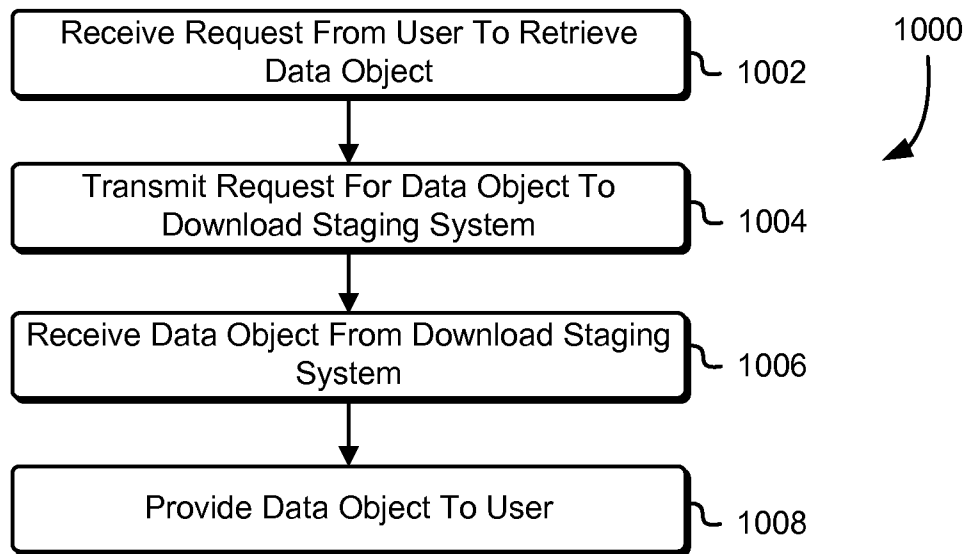 Receive Request From User To Retrieve
Data Object
1002
1000
Transmit Request For Data Object To
Download Staging System
1004
Receive Data Object From Download Staging
System
1006
Provide Data Object To User
1008